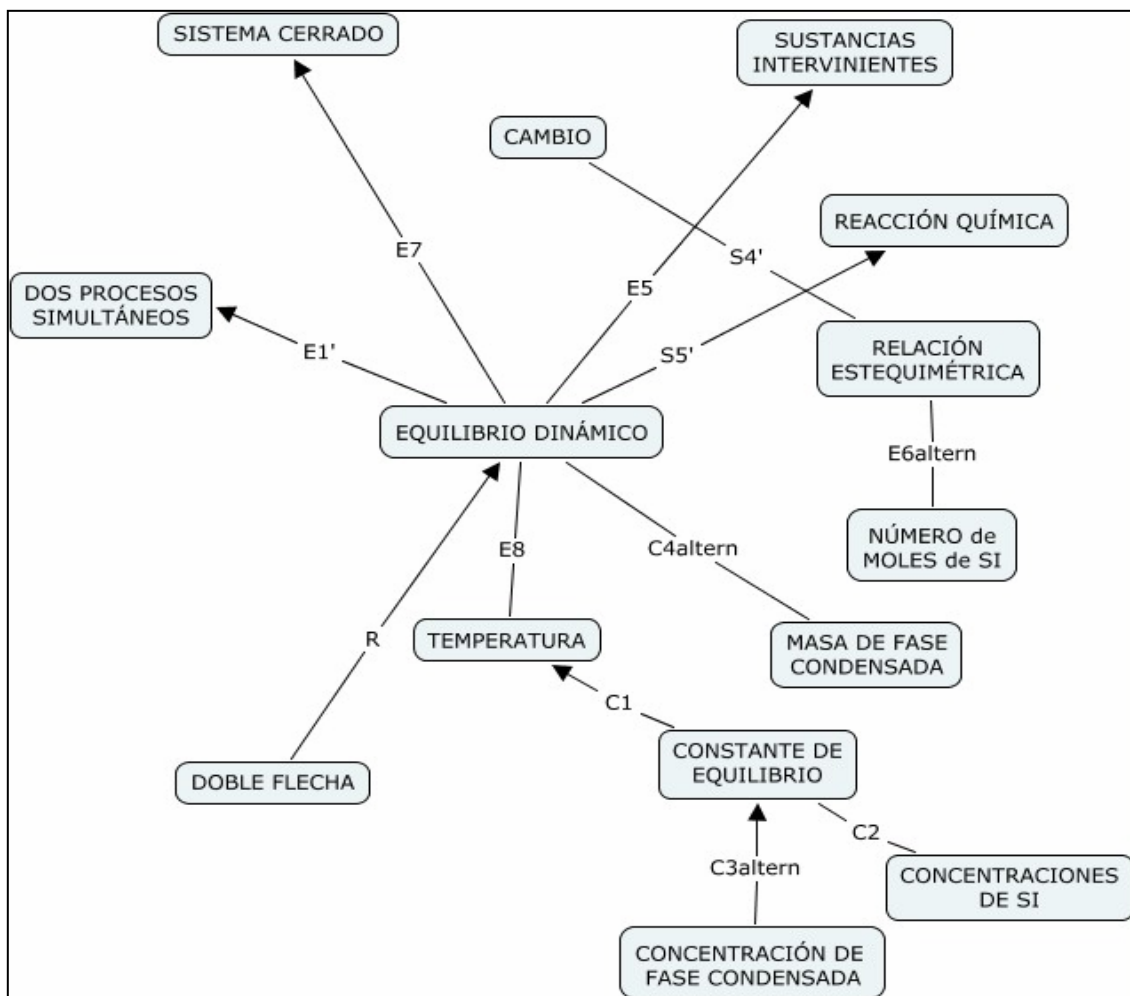 SISTEMA CERRADO
SUSTANCIAS
INTERVINIENTES
CAMBIO
REACCIÓN QUÍMICA
E7
S4'
DOS PROCESOS
SIMULTÁNEOS
E5
E1'
S5'
RELACIÓN
ESTEQUIMÉTRICA
EQUILIBRIO DINÁMICO
E6altern
E8
C4altern
NÚMERO de
MOLES de SI
R
TEMPERATURA
MASA DE FASE
CONDENSADA
C1
DOBLE FLECHA
CONSTANTE DE
EQUILIBRIO
C2
C3altern
CONCENTRACIONES
DE SI
CONCENTRACIÓN DE
FASE CONDENSADA